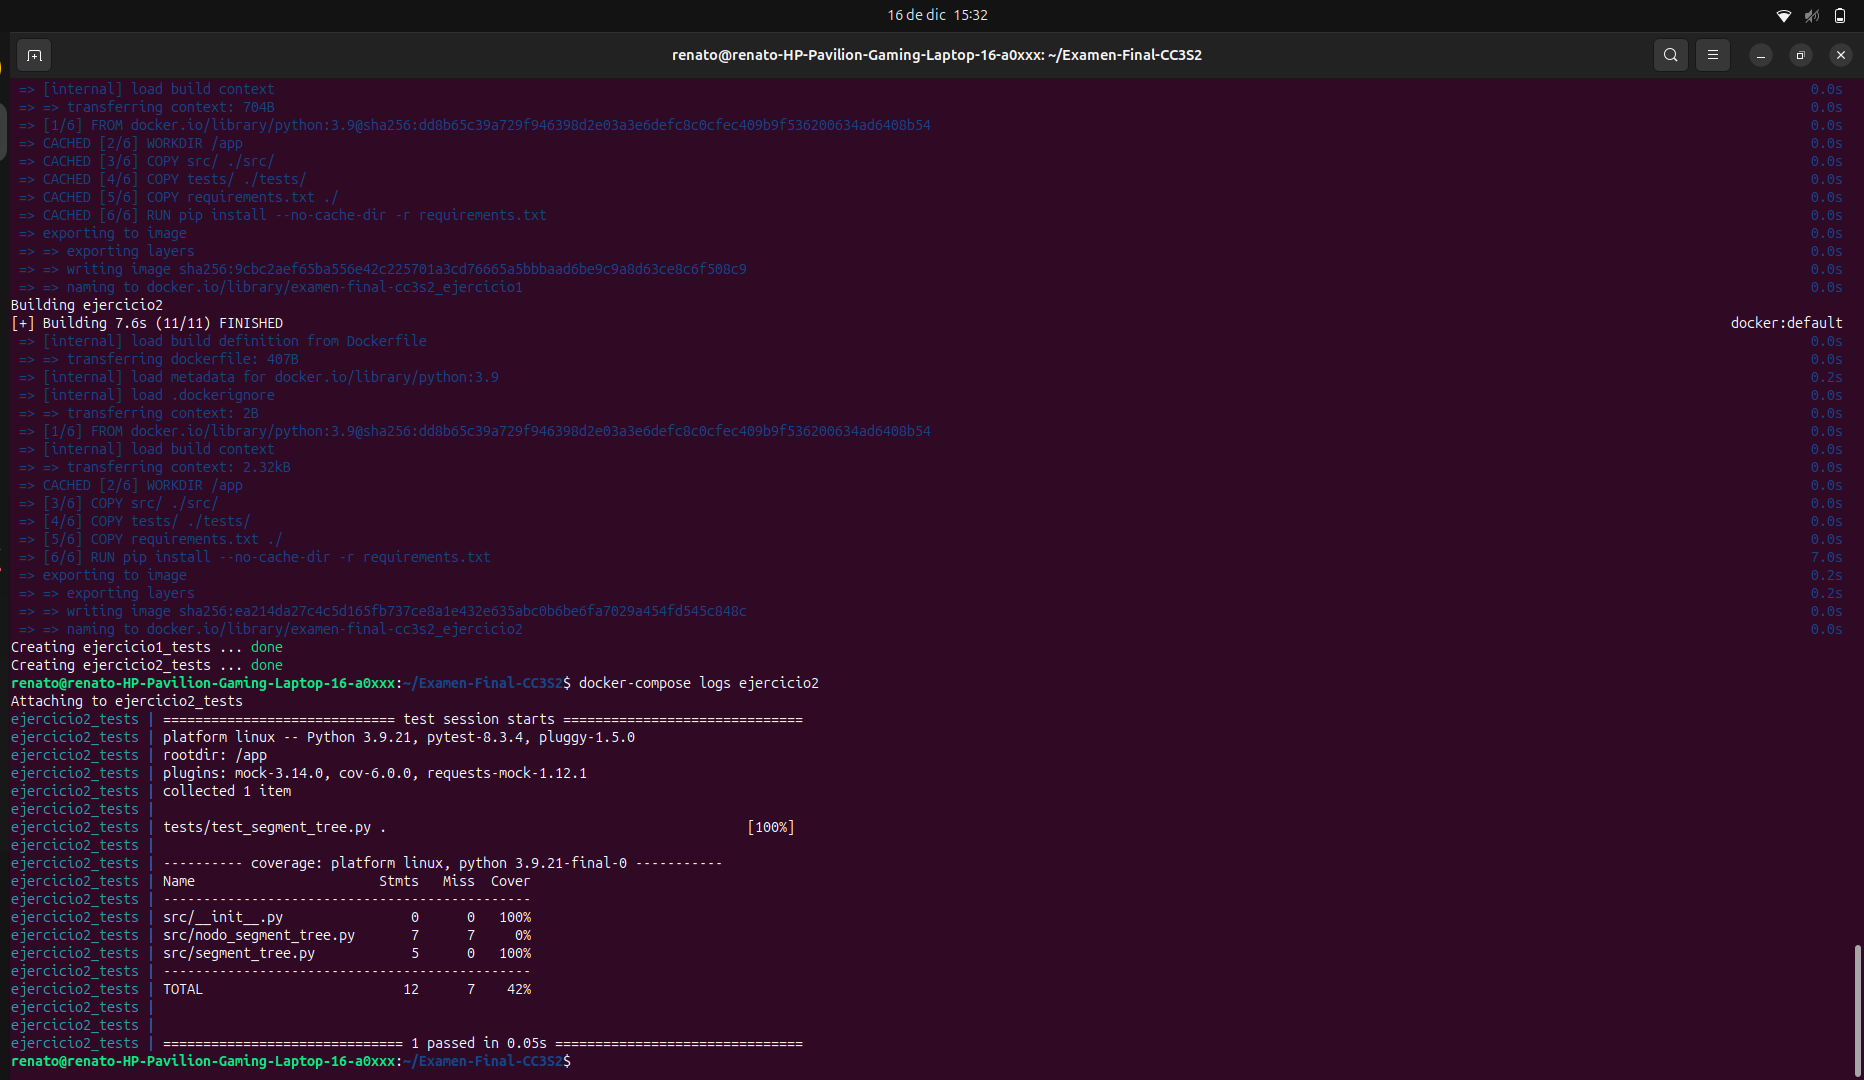 16 de dic 15:32
renato@renato-HP-Pavilion-Gaming-Laptop-16-a0xxx: ~/Examen-Final-CC3S2
=> [internal] load build context 0.0s
=> => transferring context: 704B 0.0s
=> [1/6] FROM docker.io/library/python:3.9@sha256:dd8b65c39a729f946398d2e03a3e6defc8c0cfec409b9f536200634ad6408b54 0.0s
=> CACHED [2/6] WORKDIR /app 0.0s
=> CACHED [3/6] COPY src/ ./src/ 0.0s
=> CACHED [4/6] COPY tests/ ./tests/ 0.0s
=> CACHED [5/6] COPY requirements.txt ./ 0.0s
=> CACHED [6/6] RUN pip install --no-cache-dir -r requirements.txt 0.0s
=> exporting to image 0.0s
=> => exporting layers 0.0s
=> => writing image sha256:9cbc2aef65ba556e42c225701a3cd76665a5bbbaad6be9c9a8d63ce8c6f508c9 0.0s
=> => naming to docker.io/library/examen-final-cc3s2_ejercicio1 0.0s
Building ejercicio2
[+] Building 7.6s (11/11) FINISHED docker:default
=> [internal] load build definition from Dockerfile 0.0s
=> => transferring dockerfile: 407B 0.0s
=> [internal] load metadata for docker.io/library/python:3.9 0.2s
=> [internal] load .dockerignore 0.0s
=> => transferring context: 2B 0.0s
=> [1/6] FROM docker.io/library/python:3.9@sha256:dd8b65c39a729f946398d2e03a3e6defc8c0cfec409b9f536200634ad6408b54 0.0s
=> [internal] load build context 0.0s
=> => transferring context: 2.32kB 0.0s
=> CACHED [2/6] WORKDIR /app 0.0s
=> [3/6] COPY src/ ./src/ 0.0s
=> [4/6] COPY tests/ ./tests/ 0.0s
=> [5/6] COPY requirements.txt ./ 0.0s
=> [6/6] RUN pip install --no-cache-dir -r requirements.txt 7.0s
=> exporting to image 0.2s
=> => exporting layers 0.2s
=> => writing image sha256:ea214da27c4c5d165fb737ce8a1e432e635abc0b6be6fa7029a454fd545c848c 0.0s
=> => naming to docker.io/library/examen-final-cc3s2_ejercicio2 0.0s
Creating ejercicio1_tests ... done
Creating ejercicio2_tests ... done
renato@renato-HP-Pavilion-Gaming-Laptop-16-a0xxx:~/Examen-Final-CC3S2$ docker-compose logs ejercicio2
Attaching to ejercicio2_tests
ejercicio2_tests | ============================= test session starts ==============================
ejercicio2_tests | platform linux -- Python 3.9.21, pytest-8.3.4, pluggy-1.5.0
ejercicio2_tests | rootdir: /app
ejercicio2_tests | plugins: mock-3.14.0, cov-6.0.0, requests-mock-1.12.1
ejercicio2_tests | collected 1 item
ejercicio2_tests |
ejercicio2_tests | tests/test_segment_tree.py . [100%]
ejercicio2_tests |
ejercicio2_tests | ---------- coverage: platform linux, python 3.9.21-final-0 -----------
ejercicio2_tests | Name Stmts Miss Cover
ejercicio2_tests | ----------------------------------------------
ejercicio2_tests | src/__init__.py 0 0 100%
ejercicio2_tests | src/nodo_segment_tree.py 7 7 0%
ejercicio2_tests | src/segment_tree.py 5 0 100%
ejercicio2_tests | ----------------------------------------------
ejercicio2_tests | TOTAL 12 7 42%
ejercicio2_tests |
ejercicio2_tests |
ejercicio2_tests | ============================== 1 passed in 0.05s ===============================
renato@renato-HP-Pavilion-Gaming-Laptop-16-a0xxx:~/Examen-Final-CC3S2$